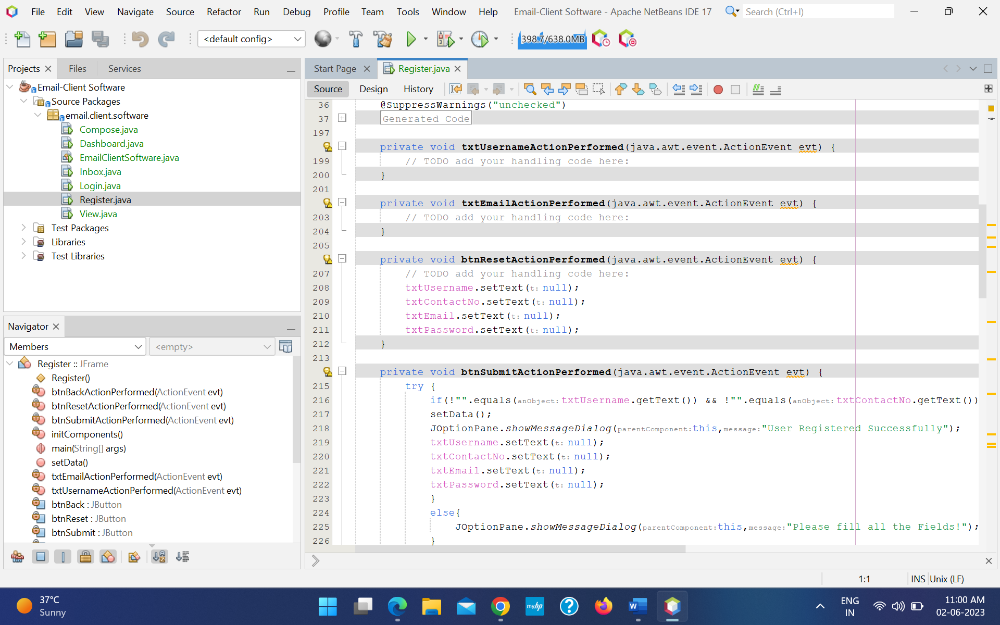 File Edit View Navigate Source Refactor Run Debug Profile Team Tools Window Help Email-Client Software - Apache NetBeans IDE 17 Search (Ctrl+I)
<default config> 398.7/638.0MB
Projects Files Services
Email-Client Software
Source Packages
email.client.software
Compose.java
Dashboard.java
EmailClientSoftware.java
Inbox.java
Login.java
Register.java
View.java
Test Packages
Libraries
Test Libraries
Navigator
Members <empty>
Register :: JFrame
Register()
btnBackActionPerformed(ActionEvent evt)
btnResetActionPerformed(ActionEvent evt)
btnSubmitActionPerformed(ActionEvent evt)
initComponents()
main(String[] args)
setData()
txtEmailActionPerformed(ActionEvent evt)
txtUsernameActionPerformed(ActionEvent evt)
btnBack : JButton
btnReset : JButton
btnSubmit : JButton
Start Page Register.java
Source Design History
36 @SuppressWarnings("unchecked")
37 Generated Code
197
private void txtUsernameActionPerformed(java.awt.event.ActionEvent evt) {
199 // TODO add your handling code here:
200 }
201
private void txtEmailActionPerformed(java.awt.event.ActionEvent evt) {
203 // TODO add your handling code here:
204 }
205
private void btnResetActionPerformed(java.awt.event.ActionEvent evt) {
207 // TODO add your handling code here:
208 txtUsername.setText(t: null);
209 txtContactNo.setText(t: null);
210 txtEmail.setText(t: null);
211 txtPassword.setText(t: null);
212 }
213
private void btnSubmitActionPerformed(java.awt.event.ActionEvent evt) {
215 try {
216 if(!"".equals(anObject: txtUsername.getText()) && !"".equals(anObject: txtContactNo.getText())
217 setData();
218 JOptionPane.showMessageDialog(parentComponent: this, message: "User Registered Successfully");
219 txtUsername.setText(t: null);
220 txtContactNo.setText(t: null);
221 txtEmail.setText(t: null);
222 txtPassword.setText(t: null);
223 }
224 else{
225 JOptionPane.showMessageDialog(parentComponent: this, message: "Please fill all the Fields!");
226 }
1:1 INS Unix (LF)
37°C
Sunny
myhp
W
ENG
IN
11:00 AM
02-06-2023